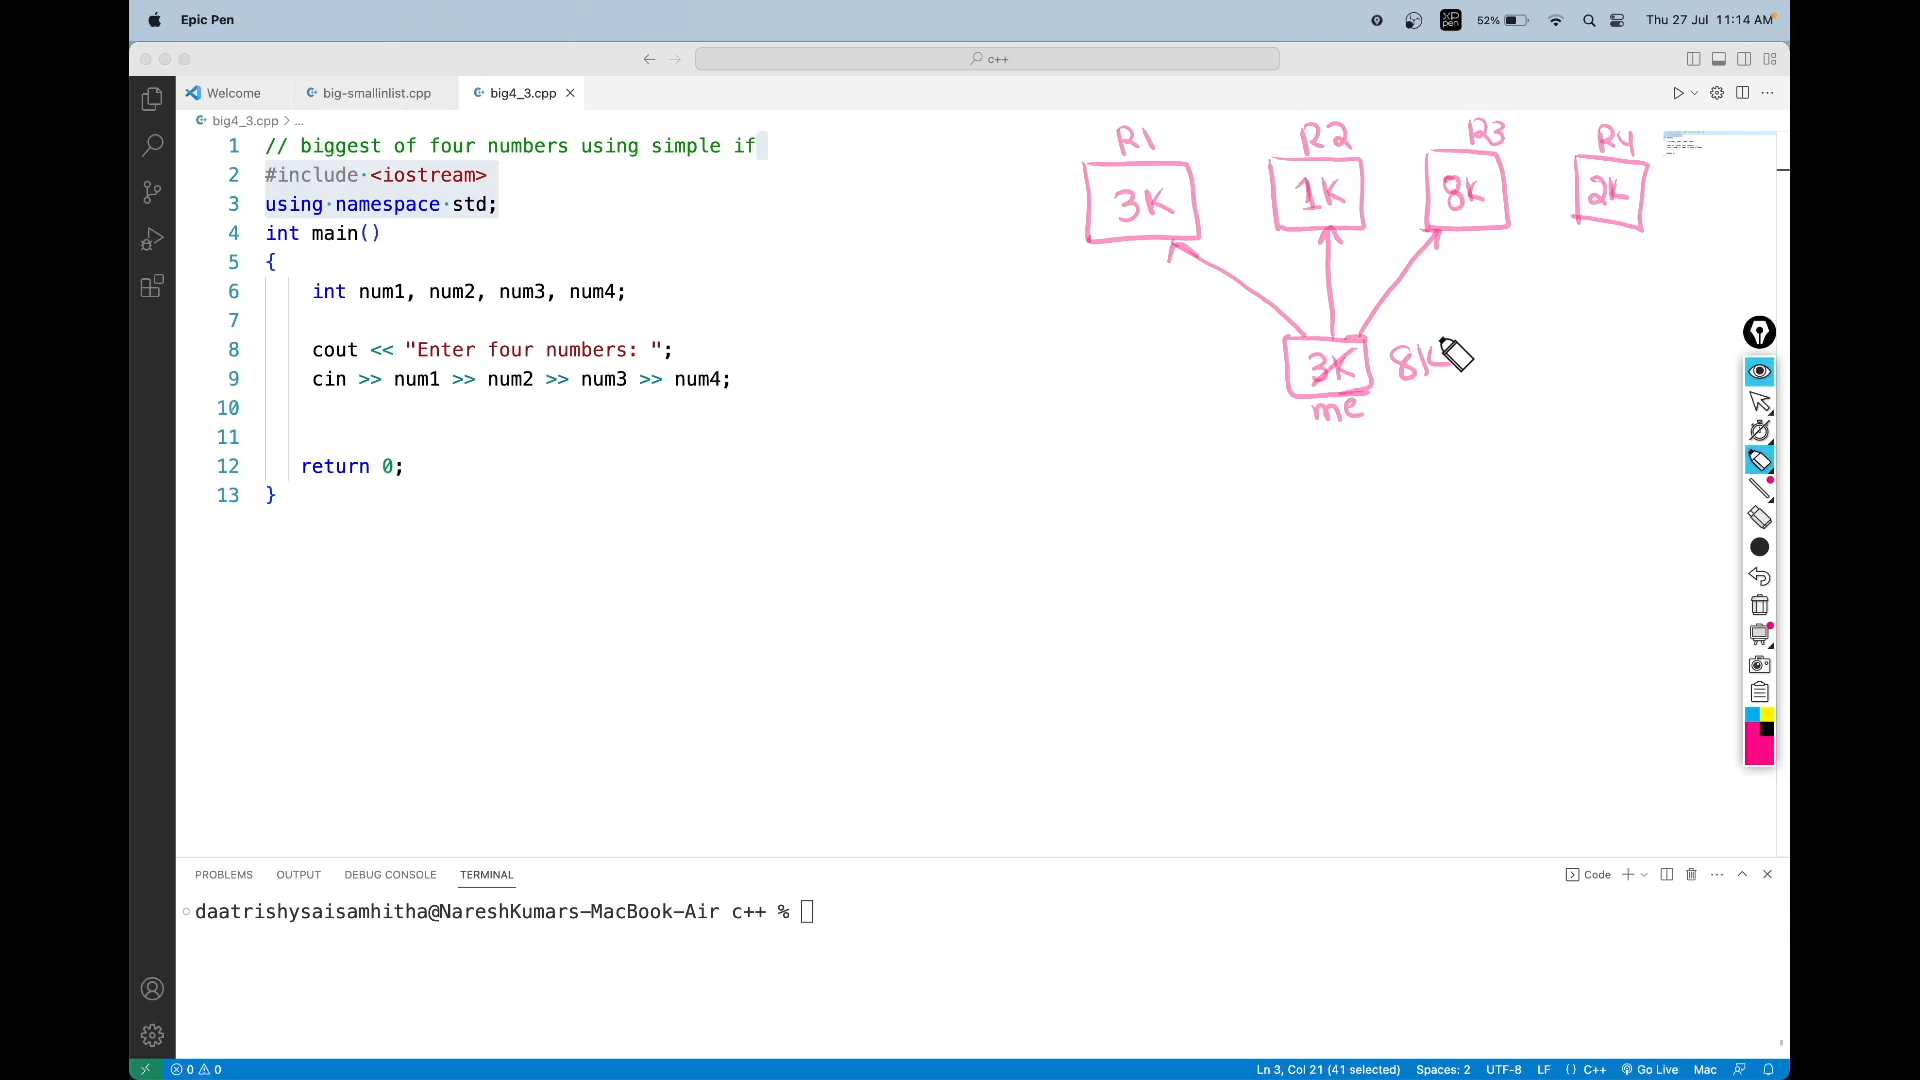 Epic Pen
XP pen
52%
Thu 27 Jul 11:14 AM
c++
Welcome
big-smallinlist.cpp
big4_3.cpp
big4_3.cpp > ...
1 // biggest of four numbers using simple if
2 #include <iostream>
3 using namespace std;
4 int main()
5 {
6 int num1, num2, num3, num4;
7
8 cout << "Enter four numbers: ";
9 cin >> num1 >> num2 >> num3 >> num4;
10
11
12 return 0;
13 }
R1 R2 R3 R4
3K 1K 8K 2K
3K 8K
me
PROBLEMS OUTPUT DEBUG CONSOLE TERMINAL
Code
daatrishysaisamhitha@NareshKumars-MacBook-Air c++ %
0 0
Ln 3, Col 21 (41 selected) Spaces: 2 UTF-8 LF {} C++ Go Live Mac